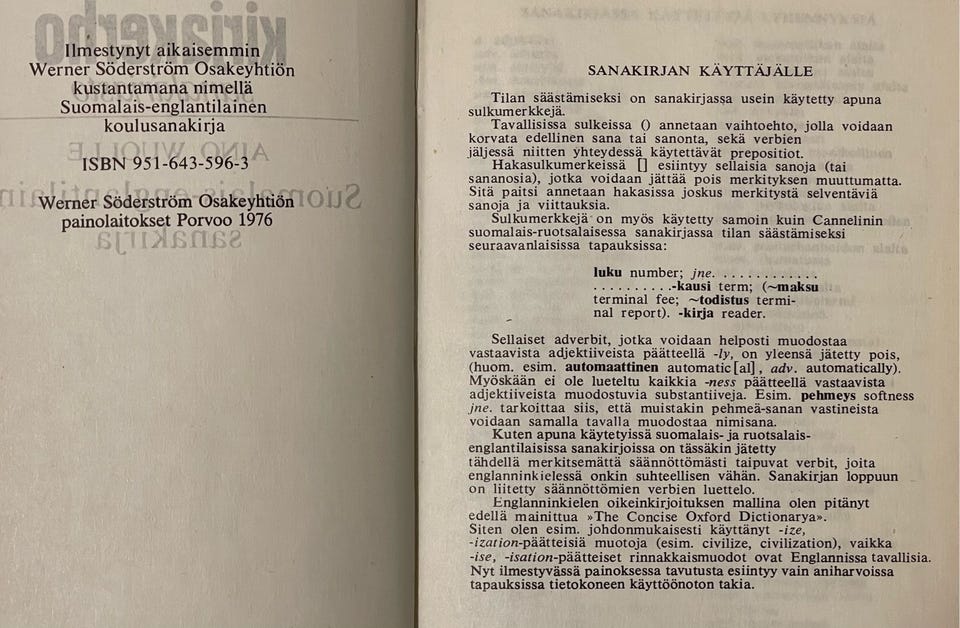 Ilmestynyt aikaisemmin
Werner Söderström Osakeyhtiön
kustantamana nimellä
Suomalais-englantilainen
koulusanakirja
ISBN 951-643-596-3
Werner Söderström Osakeyhtiön
painolaitokset Porvoo 1976
SANAKIRJAN KÄYTTÄJÄLLE
Tilan säästämiseksi on sanakirjassa usein käytetty apuna
sulkumerkkejä.
Tavallisissa sulkeissa () annetaan vaihtoehto, jolla voidaan
korvata edellinen sana tai sanonta, sekä verbien
jäljessä niitten yhteydessä käytettävät prepositiot.
Hakasulkumerkeissä [] esiintyy sellaisia sanoja (tai
sananosia), jotka voidaan jättää pois merkityksen muuttumatta.
Sitä paitsi annetaan hakasissa joskus merkitystä selventäviä
sanoja ja viittauksia.
Sulkumerkkejä on myös käytetty samoin kuin Cannelinin
suomalais-ruotsalaisessa sanakirjassa tilan säästämiseksi
seuraavanlaisissa tapauksissa:
luku number; jne. . . . . . . . . . . . .
. . . . . . . . . .-kausi term; (~maksu
terminal fee; ~todistus termi-
nal report). -kirja reader.
Sellaiset adverbit, jotka voidaan helposti muodostaa
vastaavista adjektiiveista päätteellä -ly, on yleensä jätetty pois,
(huom. esim. automaattinen automatic[al], adv. automatically).
Myöskään ei ole lueteltu kaikkia -ness päätteellä vastaavista
adjektiiveista muodostuvia substantiiveja. Esim. pehmeys softness
jne. tarkoittaa siis, että muistakin pehmeä-sanan vastineista
voidaan samalla tavalla muodostaa nimisana.
Kuten apuna käytetyissä suomalais- ja ruotsalais-
englantilaisissa sanakirjoissa on tässäkin jätetty
tähdellä merkitsemättä säännöttömästi taipuvat verbit, joita
englanninkielessä onkin suhteellisen vähän. Sanakirjan loppuun
on liitetty säännöttömien verbien luettelo.
Englanninkielen oikeinkirjoituksen mallina olen pitänyt
edellä mainittua »The Concise Oxford Dictionarya».
Siten olen esim. johdonmukaisesti käyttänyt -ize,
-ization-päätteisiä muotoja (esim. civilize, civilization), vaikka
-ise, -isation-päätteiset rinnakkaismuodot ovat Englannissa tavallisia.
Nyt ilmestyvässä painoksessa tavutusta esiintyy vain aniharvoissa
tapauksissa tietokoneen käyttöönoton takia.